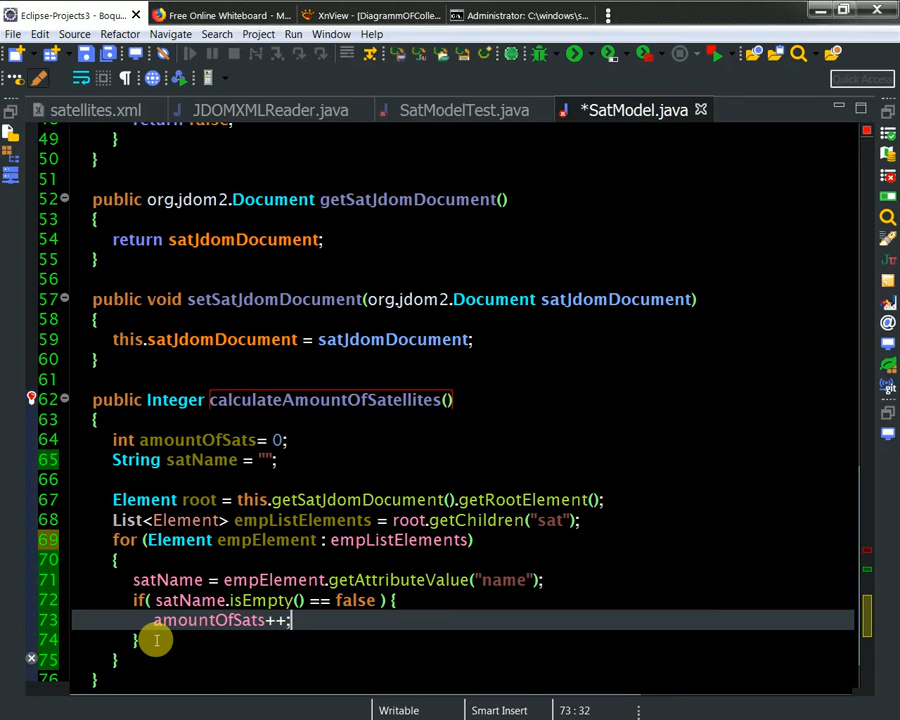 Eclipse-Projects3 - Boqu...
Free Online Whiteboard - M...
XnView - [DiagrammOFColle...
Administrator: C:\windows\s...
File Edit Source Refactor Navigate Search Project Run Window Help
Quick Access
satellites.xml
JDOMXMLReader.java
SatModelTest.java
*SatModel.java
49 }
50 }
51
52 public org.jdom2.Document getSatJdomDocument()
53 {
54 return satJdomDocument;
55 }
56
57 public void setSatJdomDocument(org.jdom2.Document satJdomDocument)
58 {
59 this.satJdomDocument = satJdomDocument;
60 }
61
62 public Integer calculateAmountOfSatellites()
63 {
64 int amountOfSats= 0;
65 String satName = "";
66
67 Element root = this.getSatJdomDocument().getRootElement();
68 List<Element> empListElements = root.getChildren("sat");
69 for (Element empElement : empListElements)
70 {
71 satName = empElement.getAttributeValue("name");
72 if( satName.isEmpty() == false ) {
73 amountOfSats++;
74 }
75 }
76 }
Writable Smart Insert 73 : 32